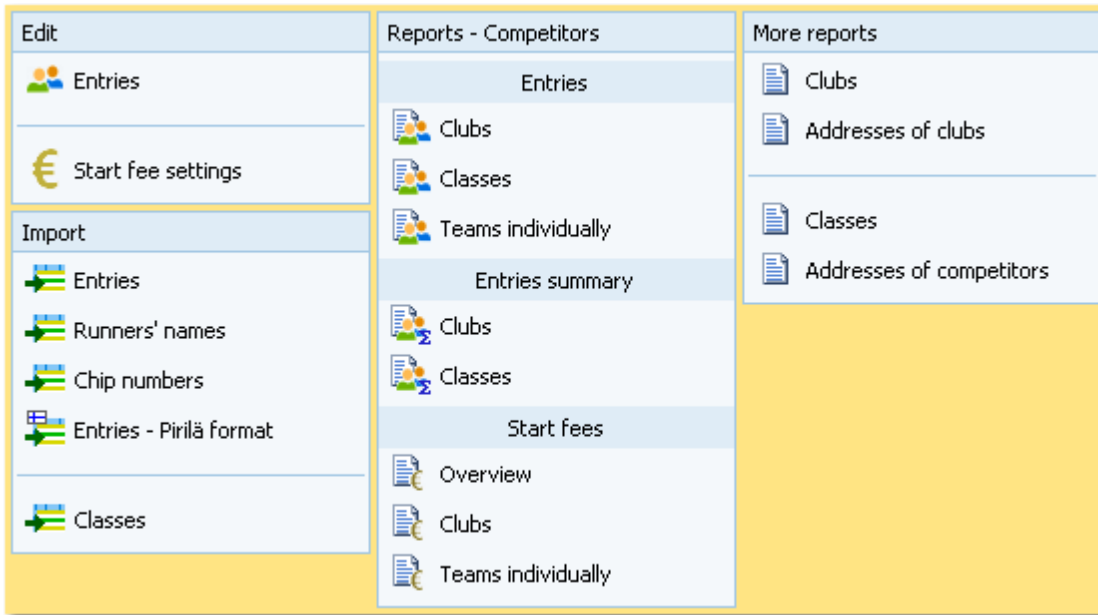 Edit
Entries
Start fee settings
Import
Entries
Runners' names
Chip numbers
Entries - Pirilä format
Classes
Reports - Competitors
Entries
Clubs
Classes
Teams individually
Entries summary
Clubs
Classes
Start fees
Overview
Clubs
Teams individually
More reports
Clubs
Addresses of clubs
Classes
Addresses of competitors